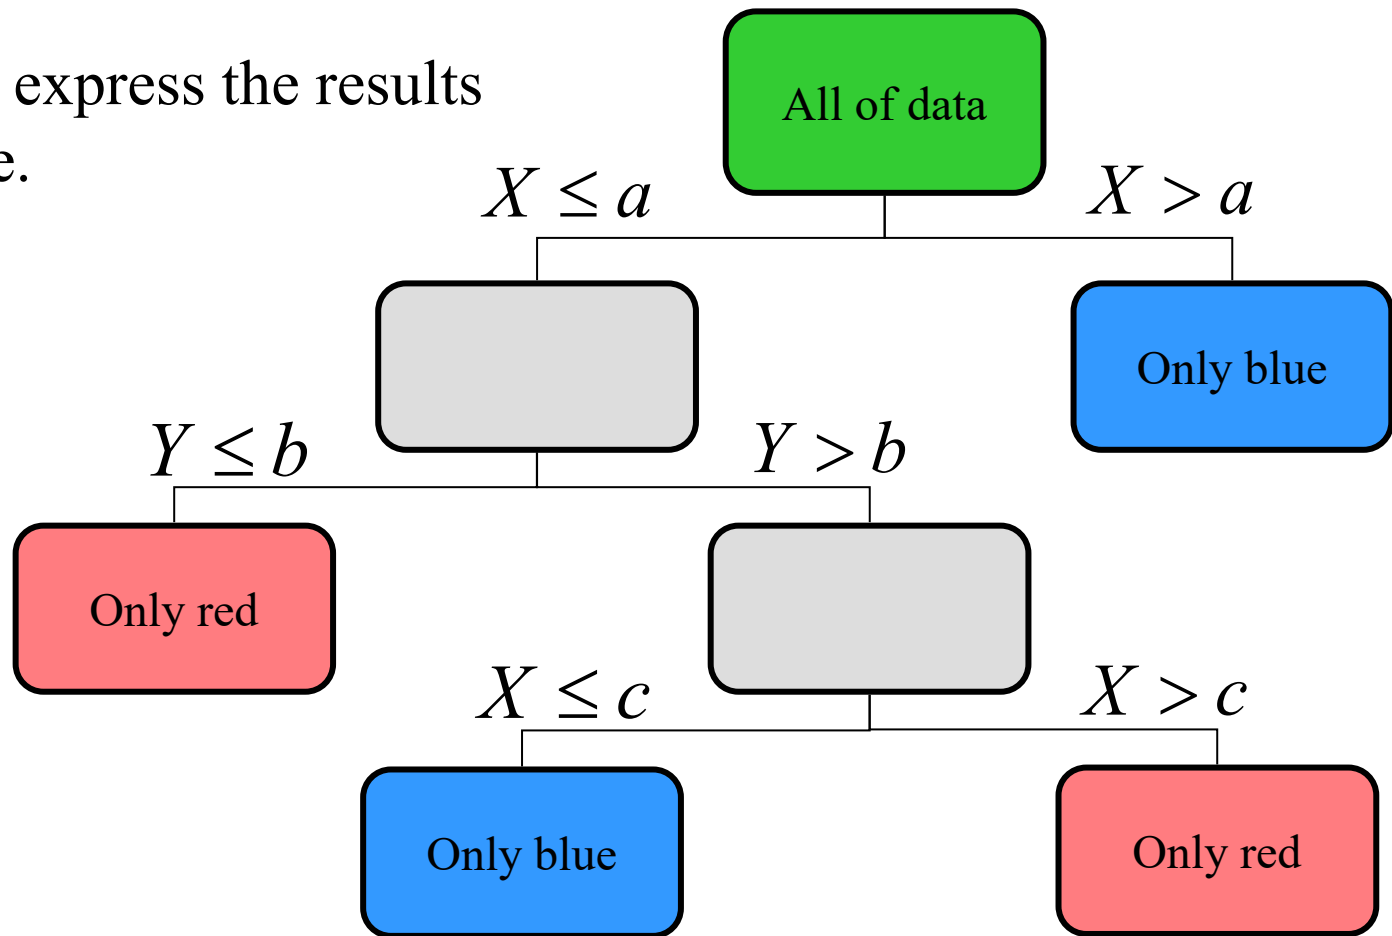 express the results
e.
All of data
X ≤ a
X > a
Only blue
Y ≤ b
Y > b
Only red
X ≤ c
X > c
Only blue
Only red